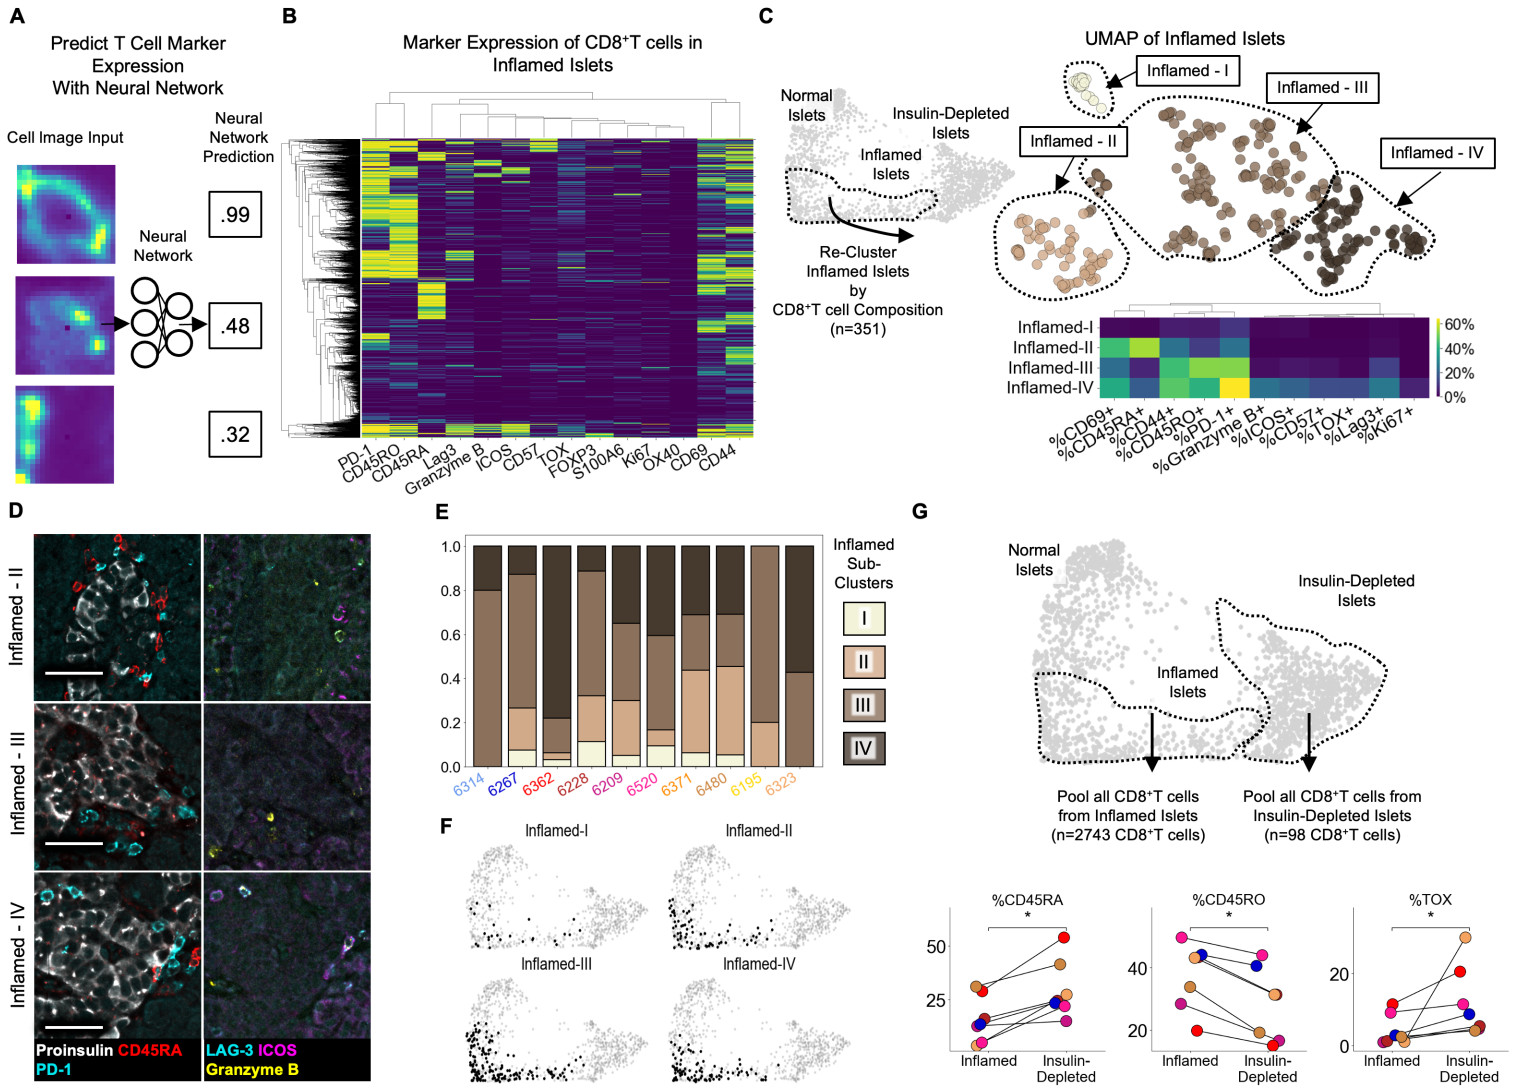 A
Predict T Cell Marker
Expression
With Neural Network
Cell Image Input
Neural
Network
Prediction
Neural
Network
.99
.48
.32
B
Marker Expression of CD8+T cells in
Inflamed Islets
PD-1
CD45RO
CD45RA
Lag3
Granzyme B
ICOS
CD57
TOX
FOXP3
S100A6
Ki67
OX40
CD69
CD44
C
UMAP of Inflamed Islets
Normal
Islets
Insulin-Depleted
Islets
Inflamed
Islets
Re-Cluster
Inflamed Islets
by
CD8+T cell Composition
(n=351)
Inflamed - I
Inflamed - III
Inflamed - II
Inflamed - IV
Inflamed-I
Inflamed-II
Inflamed-III
Inflamed-IV
60%
40%
20%
0%
%CD69+
%CD45RA+
%CD44+
%CD45RO+
%PD-1+
%Granzyme B+
%ICOS+
%CD57+
%TOX+
%Lag3+
%Ki67+
D
Inflamed - II
Inflamed - III
Inflamed - IV
Proinsulin CD45RA
PD-1
LAG-3 ICOS
Granzyme B
E
1.0
0.8
0.6
0.4
0.2
0.0
6314
6267
6362
6228
6209
6520
6371
6480
6195
6323
Inflamed
Sub-
Clusters
I
II
III
IV
F
Inflamed-I
Inflamed-II
Inflamed-III
Inflamed-IV
G
Normal
Islets
Insulin-Depleted
Islets
Inflamed
Islets
Pool all CD8+T cells
from Inflamed Islets
(n=2743 CD8+T cells)
Pool all CD8+T cells from
Insulin-Depleted Islets
(n=98 CD8+T cells)
%CD45RA
*
50
25
Inflamed
Insulin-
Depleted
%CD45RO
*
40
20
Inflamed
Insulin-
Depleted
%TOX
*
20
0
Inflamed
Insulin-
Depleted